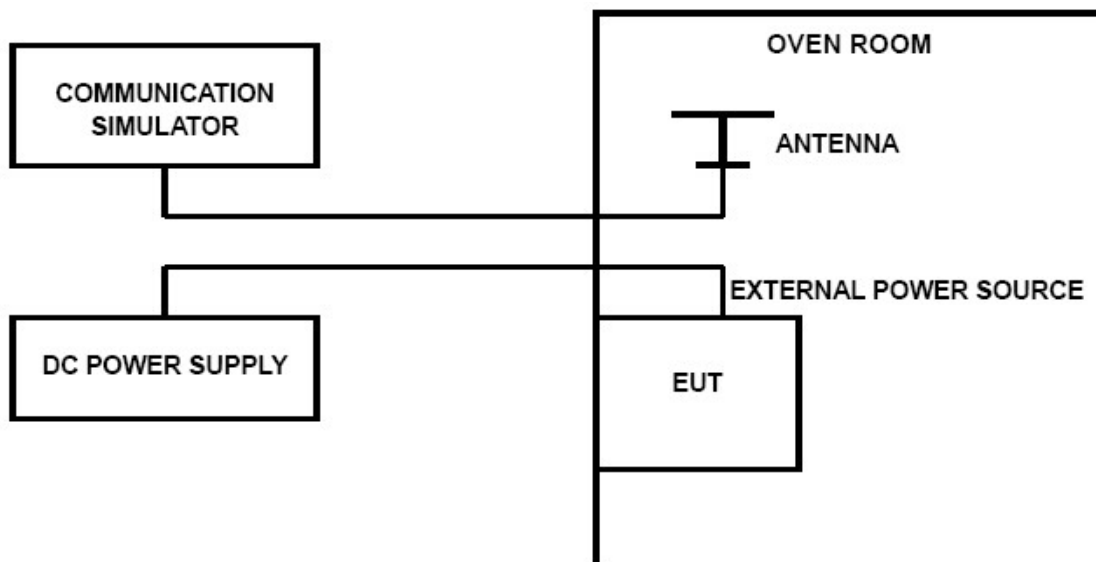 OVEN ROOM
COMMUNICATION
SIMULATOR
ANTENNA
EXTERNAL POWER SOURCE
DC POWER SUPPLY
EUT